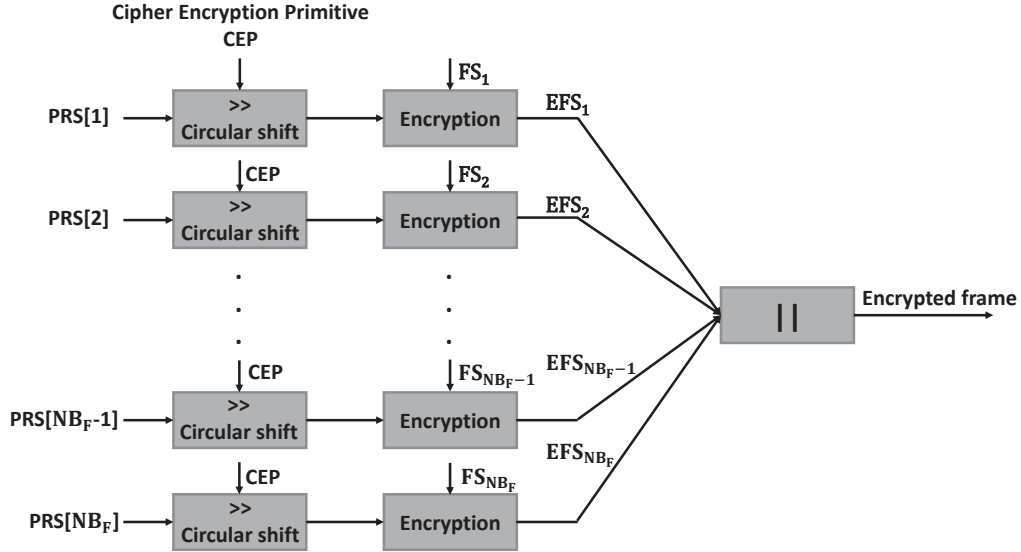 Cipher Encryption Primitive
CEP
FS₁
PRS[1]
>>
Circular shift
Encryption
EFS₁
CEP
FS₂
PRS[2]
>>
Circular shift
Encryption
EFS₂
||
Encrypted frame
CEP
FS_{NB_F−1}
EFS_{NB_F−1}
PRS[NB_F-1]
>>
Circular shift
Encryption
CEP
FS_{NB_F}
EFS_{NB_F}
PRS[NB_F]
>>
Circular shift
Encryption